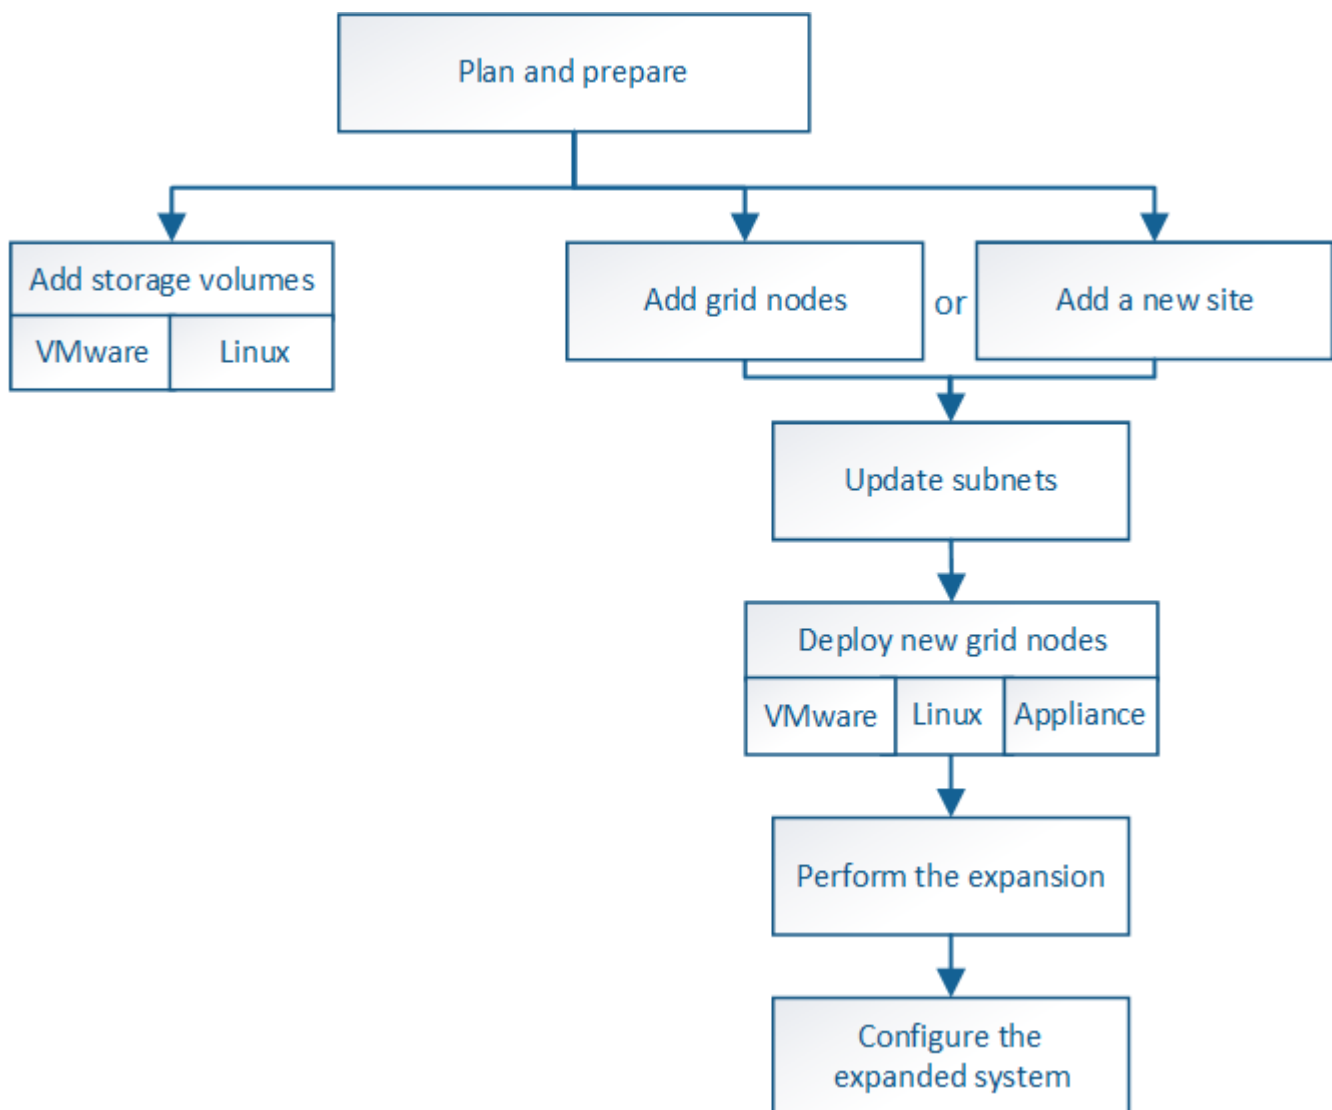 Plan and prepare
Add storage volumes
VMware
Linux
Add grid nodes
or
Add a new site
Update subnets
Deploy new grid nodes
VMware
Linux
Appliance
Perform the expansion
Configure the
expanded system